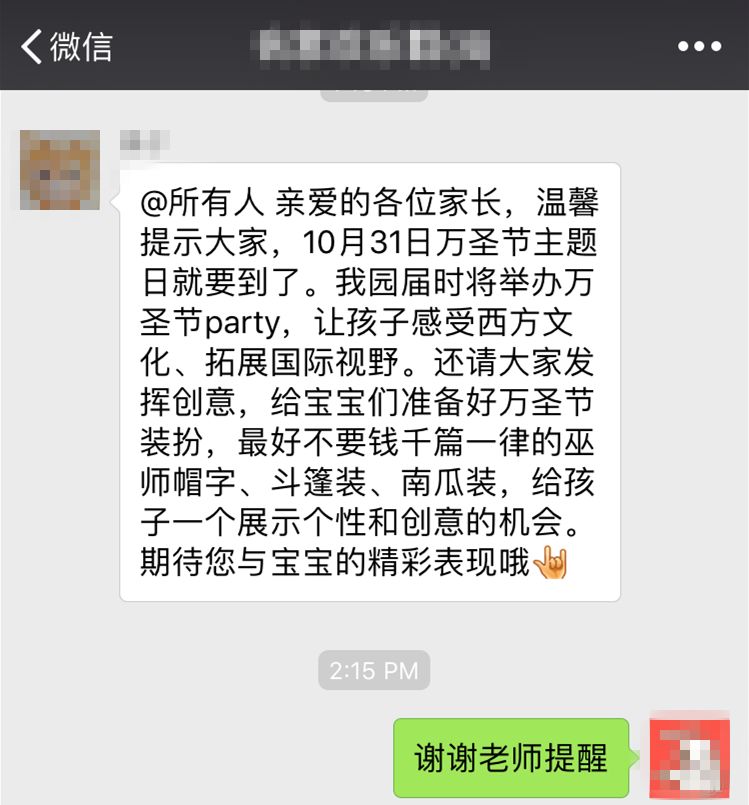 微信
@所有人 亲爱的各位家长，温馨
提示大家，10月31日万圣节主题
日就要到了。我园届时将举办万
圣节party，让孩子感受西方文
化、拓展国际视野。还请大家发
挥创意，给宝宝们准备好万圣节
装扮，最好不要钱千篇一律的巫
师帽字、斗篷装、南瓜装，给孩
子一个展示个性和创意的机会。
期待您与宝宝的精彩表现哦🤟
2:15 PM
谢谢老师提醒